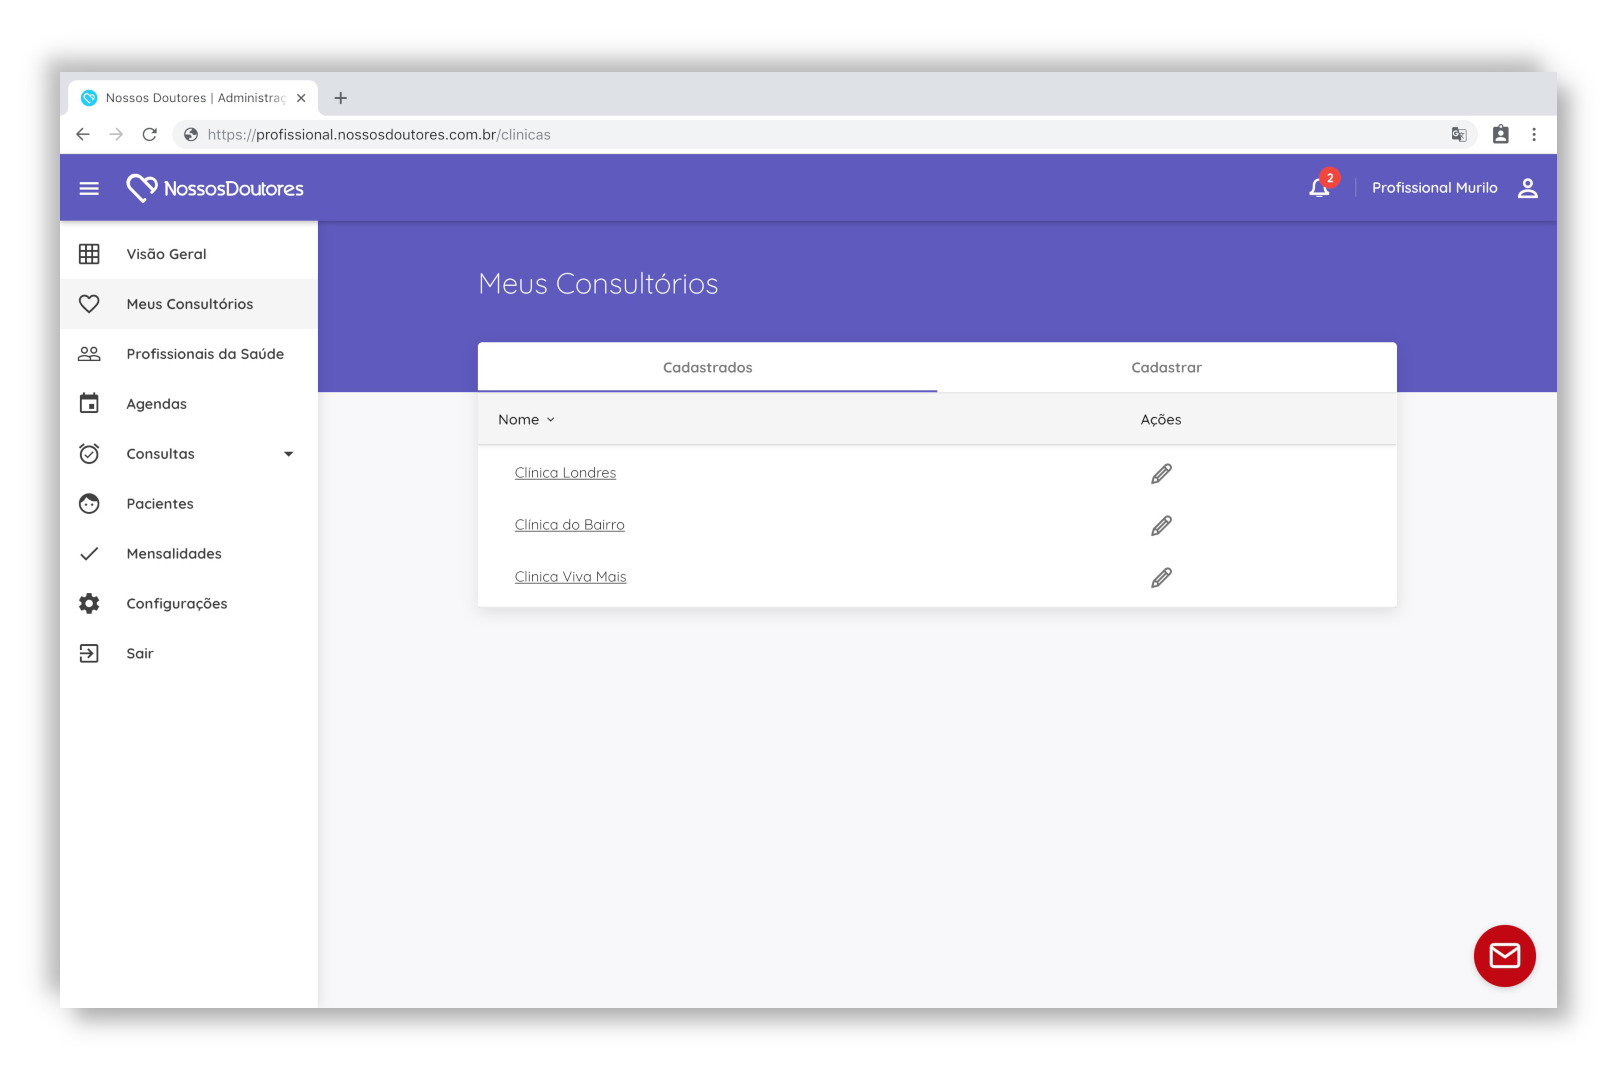 Nossos Doutores | Administraç
https://profissional.nossosdoutores.com.br/clinicas
NossosDoutores
2
Profissional Murilo
Visão Geral
Meus Consultórios
Profissionais da Saúde
Agendas
Consultas
Pacientes
Mensalidades
Configurações
Sair
Meus Consultórios
Cadastrados Cadastrar
Nome Ações
Clínica Londres
Clínica do Bairro
Clinica Viva Mais